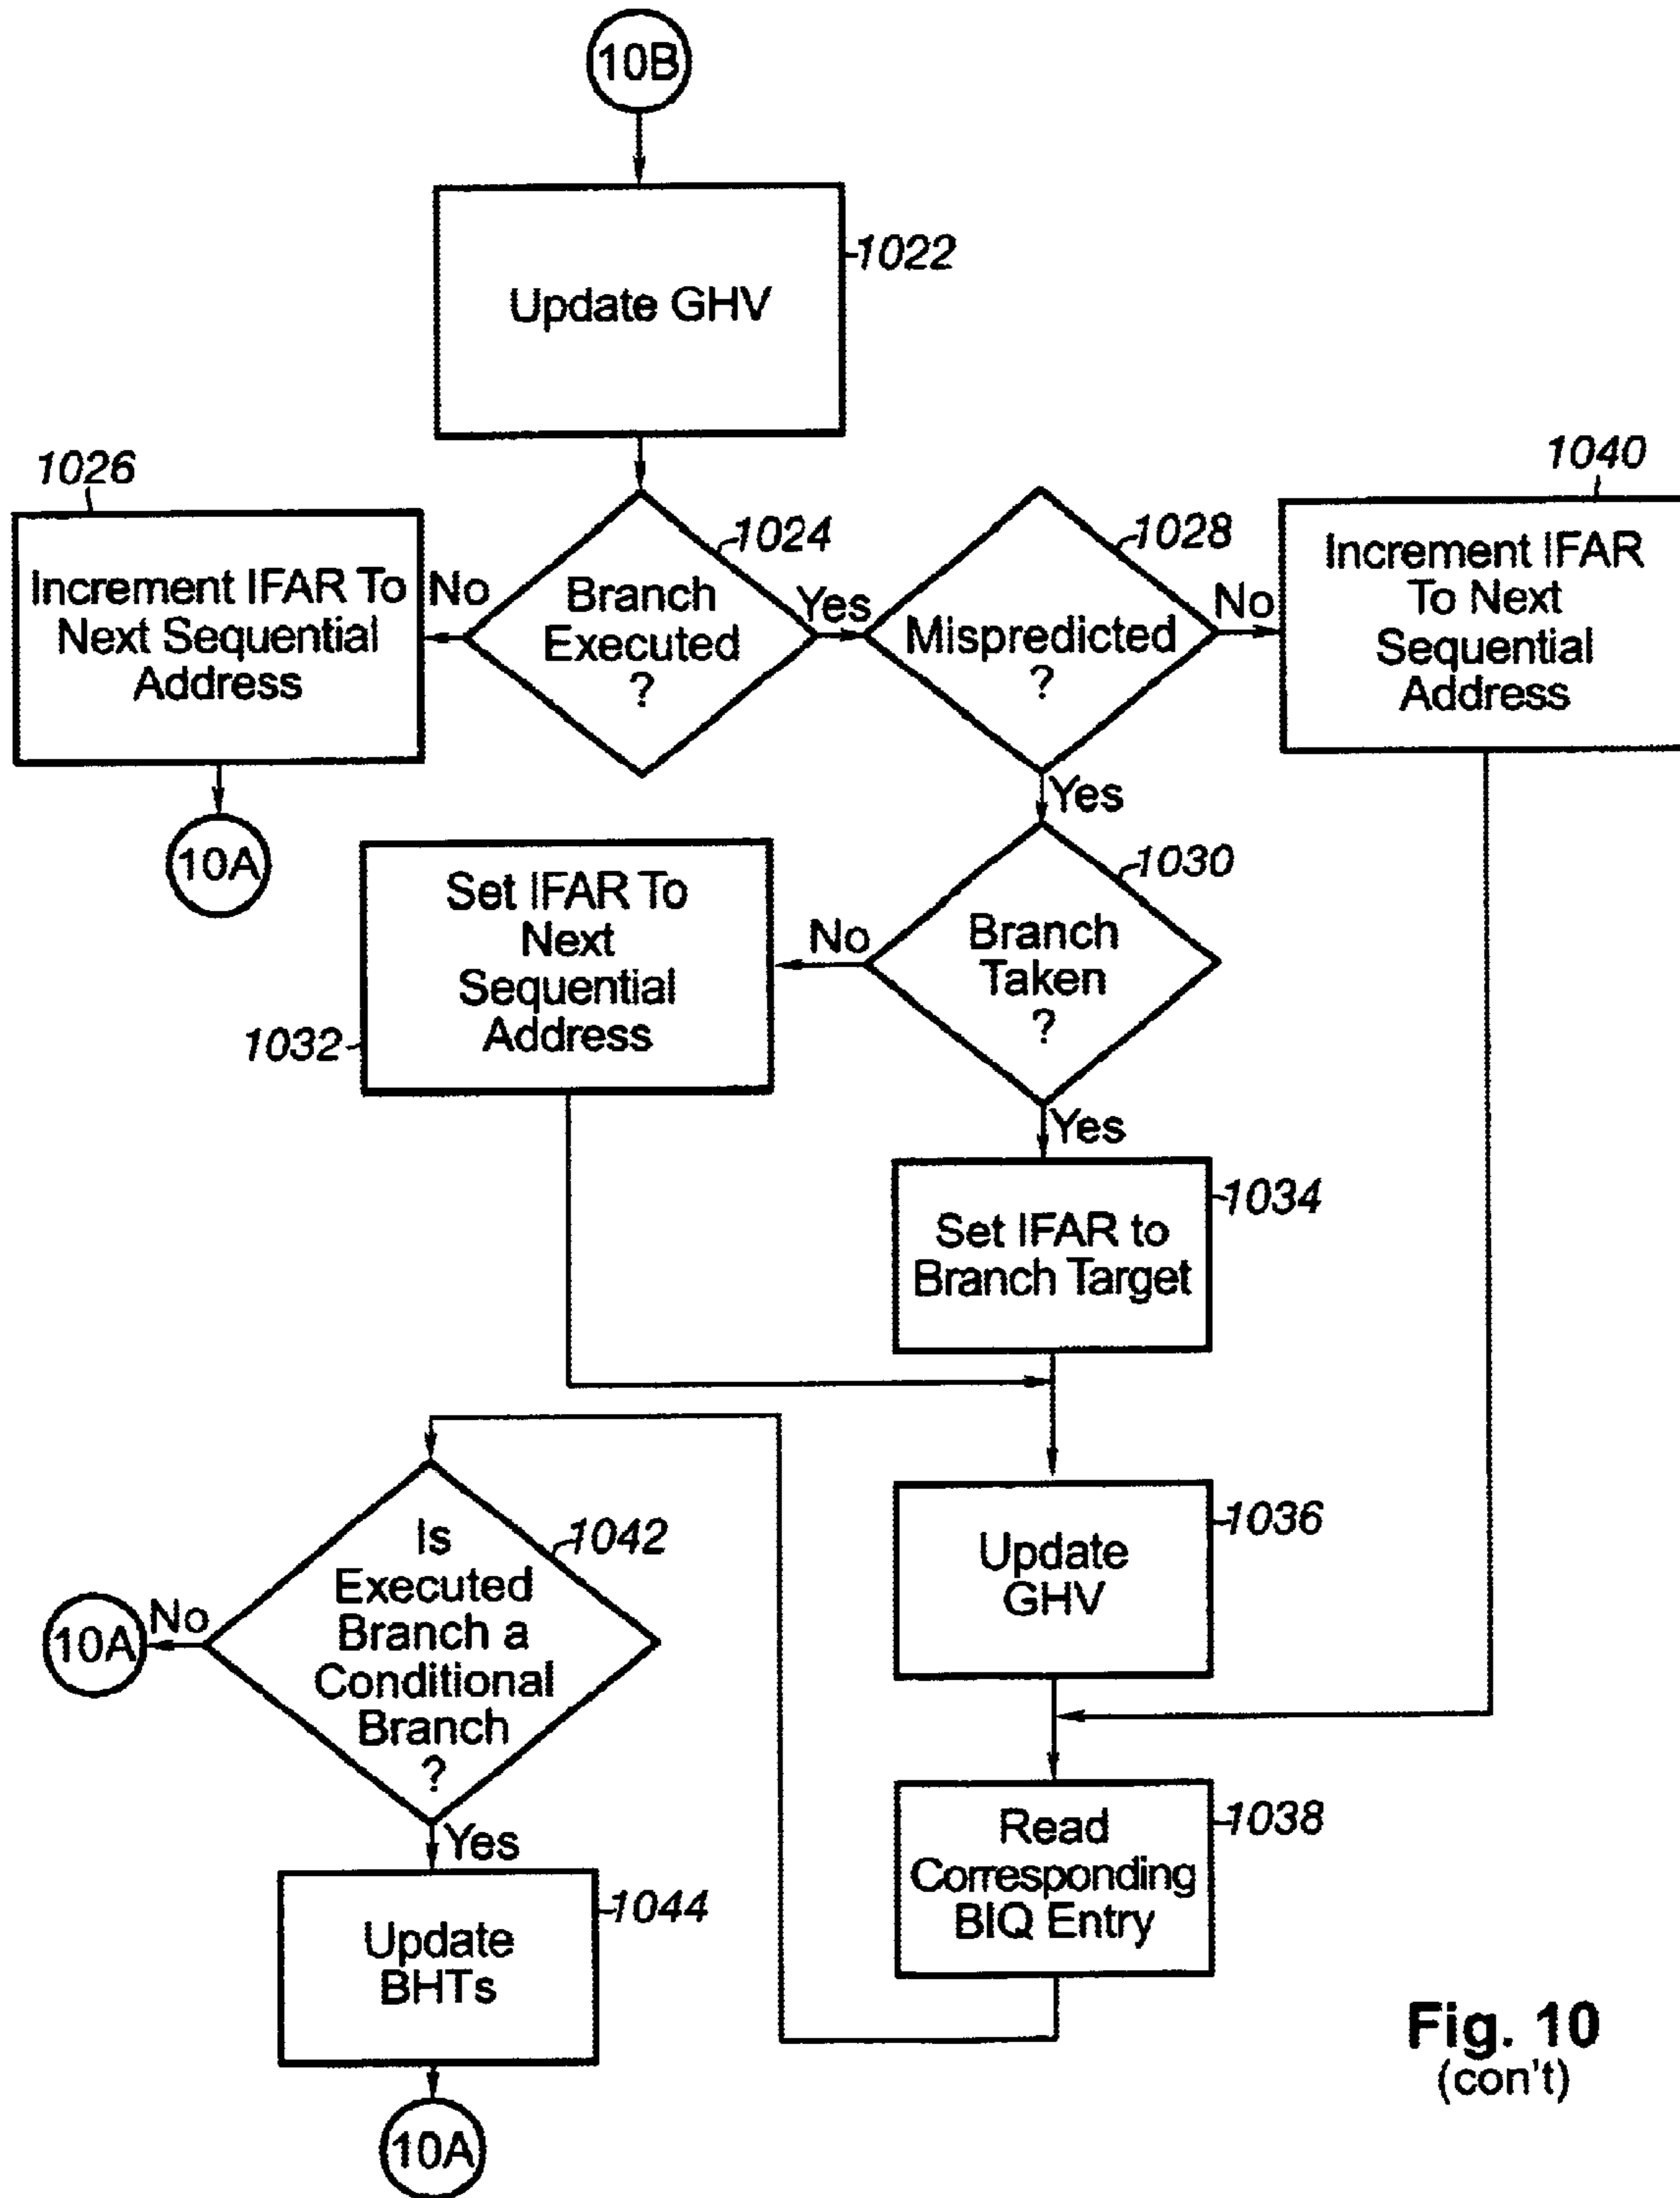 10B
1022
Update GHV
1026
Increment IFAR To
Next Sequential
Address
No
1024
Branch
Executed
?
Yes
1028
Mispredicted
?
No
1040
Increment IFAR
To Next
Sequential
Address
10A
Yes
1030
Branch
Taken
?
No
Set IFAR To
Next
Sequential
Address
1032
Yes
1034
Set IFAR to
Branch Target
1036
Update
GHV
1038
Read
Corresponding
BIQ Entry
1042
Is
Executed
Branch a
Conditional
Branch
?
No
10A
Yes
1044
Update
BHTs
10A
Fig. 10
(con't)